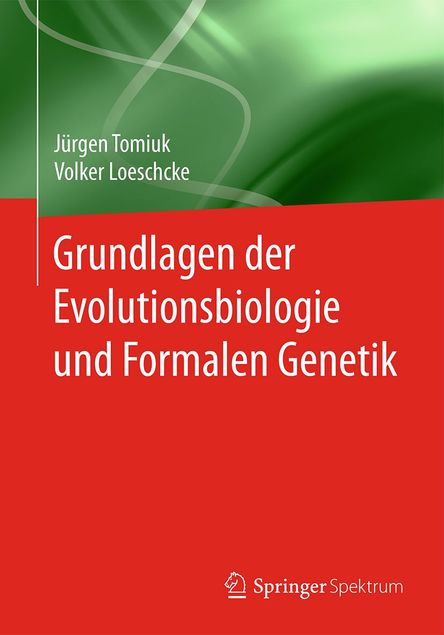 Jürgen Tomiuk
Volker Loeschcke
Grundlagen der
Evolutionsbiologie
und Formalen Genetik
Springer Spektrum